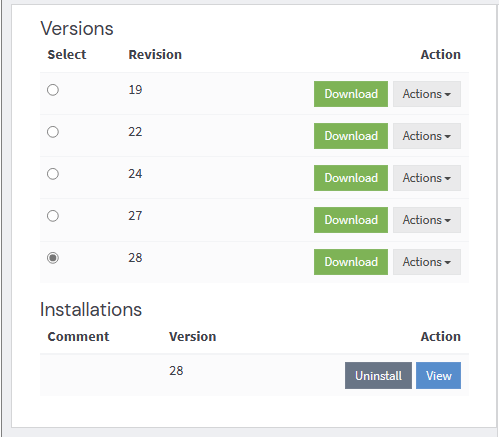 Versions
Select Revision Action
19 Download Actions
22 Download Actions
24 Download Actions
27 Download Actions
28 Download Actions
Installations
Comment Version Action
28 Uninstall View